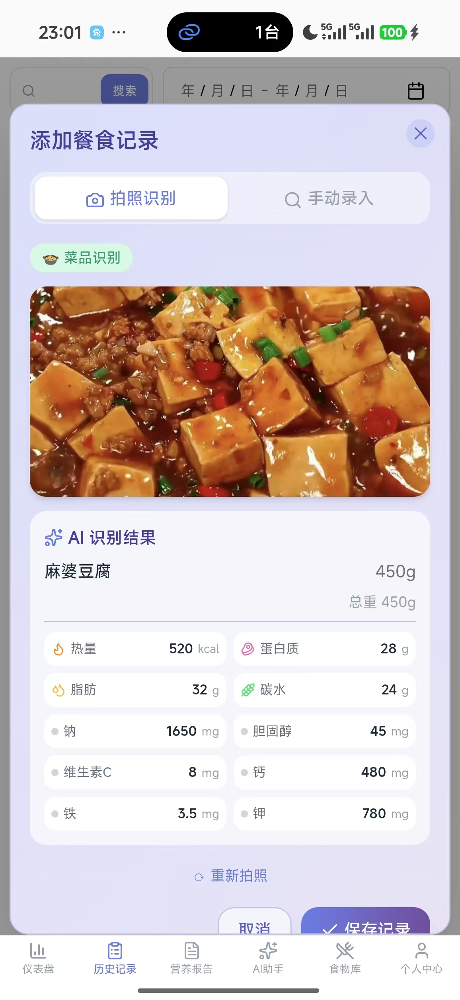 23:01
1台
5G 5G 100
搜索
年 / 月 / 日 - 年 / 月 / 日
添加餐食记录
拍照识别
手动录入
菜品识别
AI 识别结果
麻婆豆腐 450g
总重 450g
热量 520 kcal
蛋白质 28 g
脂肪 32 g
碳水 24 g
钠 1650 mg
胆固醇 45 mg
维生素C 8 mg
钙 480 mg
铁 3.5 mg
钾 780 mg
重新拍照
取消
保存记录
仪表盘
历史记录
营养报告
AI助手
食物库
个人中心